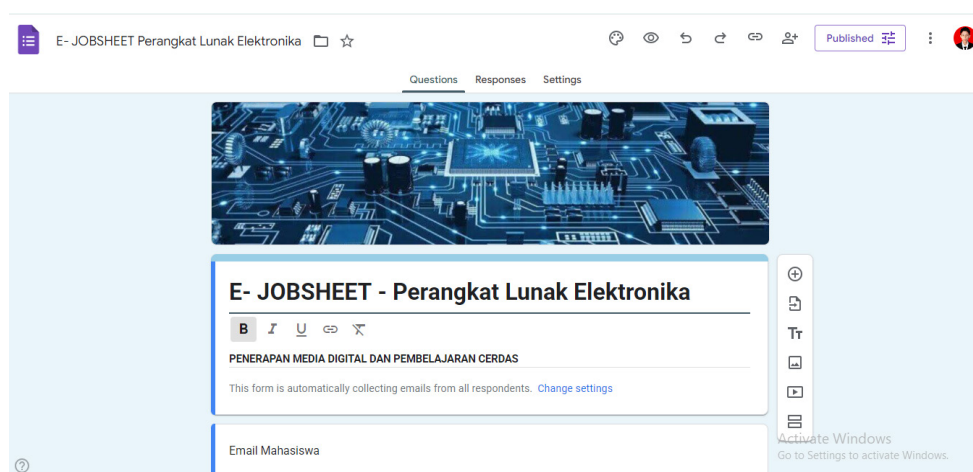 E- JOBSHEET Perangkat Lunak Elektronika
Published
Questions Responses Settings
E- JOBSHEET - Perangkat Lunak Elektronika
B I U
PENERAPAN MEDIA DIGITAL DAN PEMBELAJARAN CERDAS
This form is automatically collecting emails from all respondents. Change settings
Tт
Email Mahasiswa
Activate Windows
Go to Settings to activate Windows.